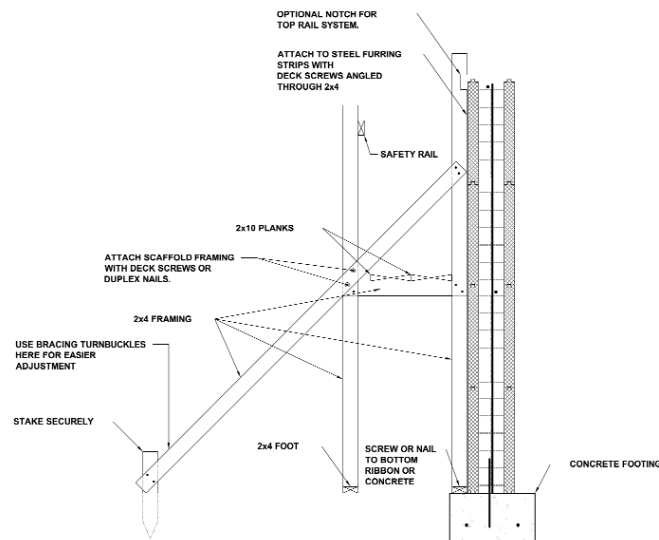 OPTIONAL NOTCH FOR
TOP RAIL SYSTEM.
ATTACH TO STEEL FURRING
STRIPS WITH
DECK SCREWS ANGLED
THROUGH 2x4
SAFETY RAIL
2x10 PLANKS
ATTACH SCAFFOLD FRAMING
WITH DECK SCREWS OR
DUPLEX NAILS.
2x4 FRAMING
USE BRACING TURNBUCKLES
HERE FOR EASIER
ADJUSTMENT
STAKE SECURELY
2x4 FOOT
SCREW OR NAIL
TO BOTTOM
RIBBON OR
CONCRETE
CONCRETE FOOTING